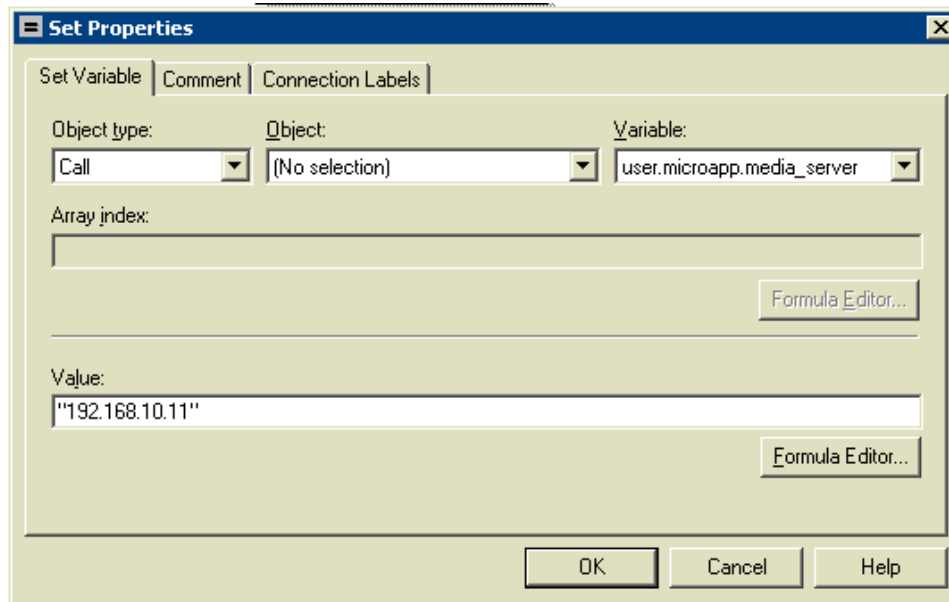 Set Properties
Set Variable Comment Connection Labels
Object type: Object: Variable:
Call (No selection) user.microapp.media_server
Array index:
Formula Editor...
Value:
"192.168.10.11"
Formula Editor...
OK Cancel Help